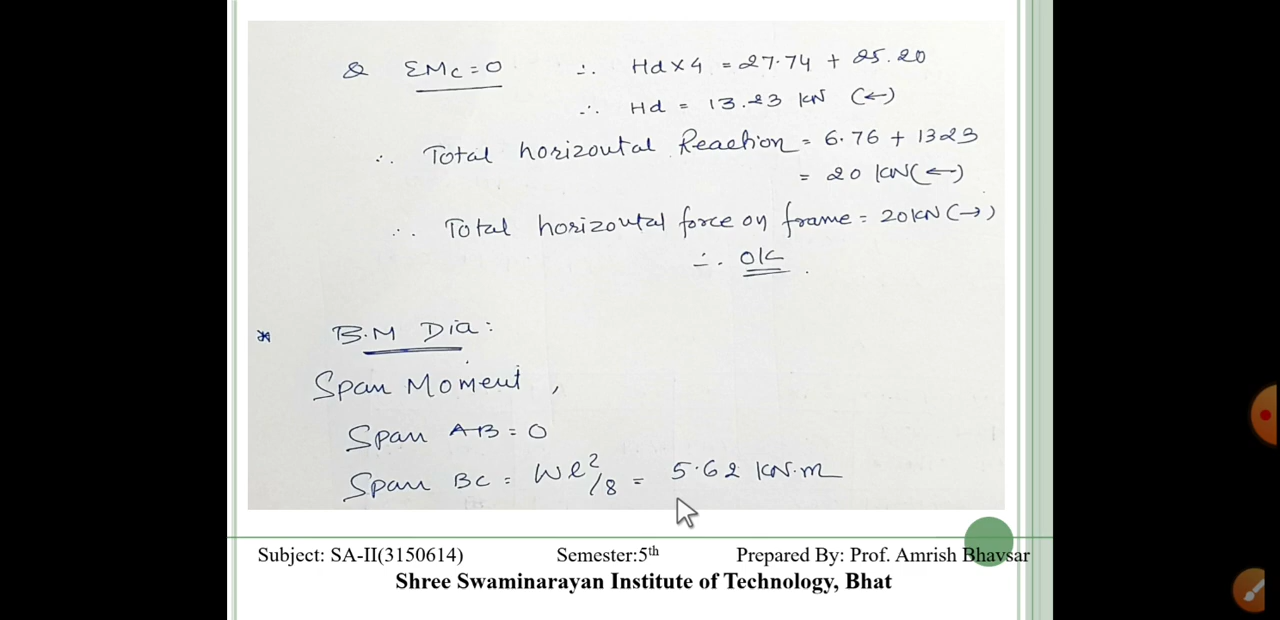 & ΣMc=0 ∴ Hd×4 = 27.74 + 25.20
∴ Hd = 13.23 kN (←)
∴ Total horizontal Reaction = 6.76 + 1323
= 20 kN(←)
∴ Total horizontal force on frame = 20 kN (→)
∴ OK
* B.M Dia:
Span Moment,
Span AB = 0
Span BC = Wl²/8 = 5.62 kN.m
Subject: SA-II(3150614) Semester:5th Prepared By: Prof. Amrish Bhavsar
Shree Swaminarayan Institute of Technology, Bhat